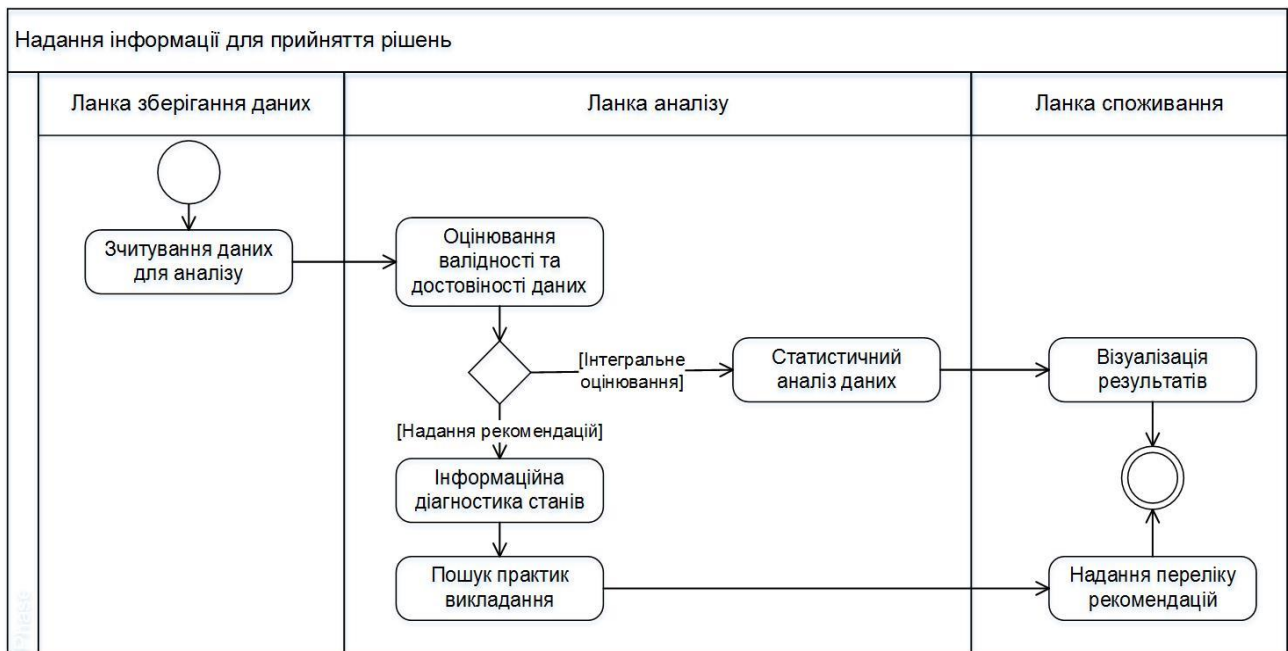 Надання інформації для прийняття рішень
Ланка зберігання даних
Ланка аналізу
Ланка споживання
Зчитування даних
для аналізу
Оцінювання
валідності та
достовіності даних
[Інтегральне
оцінювання]
Статистичний
аналіз даних
Візуалізація
результатів
[Надання рекомендацій]
Інформаційна
діагностика станів
Пошук практик
викладання
Надання переліку
рекомендацій